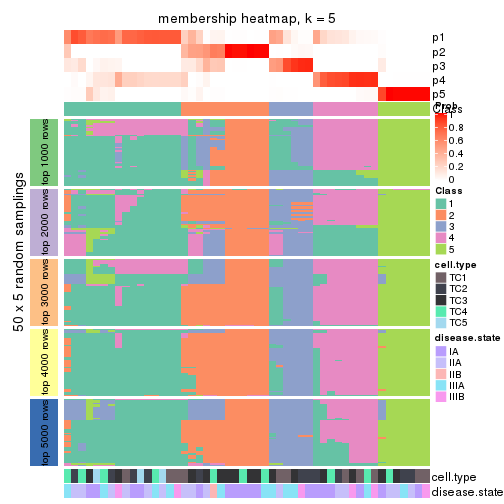 membership heatmap, k = 5
p1
p2
p3
p4
p5
Class
Prob
1
0.8
0.6
0.4
0.2
0
50 x 5 random samplings
top 1000 rows
top 2000 rows
top 3000 rows
top 4000 rows
top 5000 rows
Class
1
2
3
4
5
cell.type
TC1
TC2
TC3
TC4
TC5
disease.state
IA
IIA
IIB
IIIA
IIIB
cell.type
disease.state